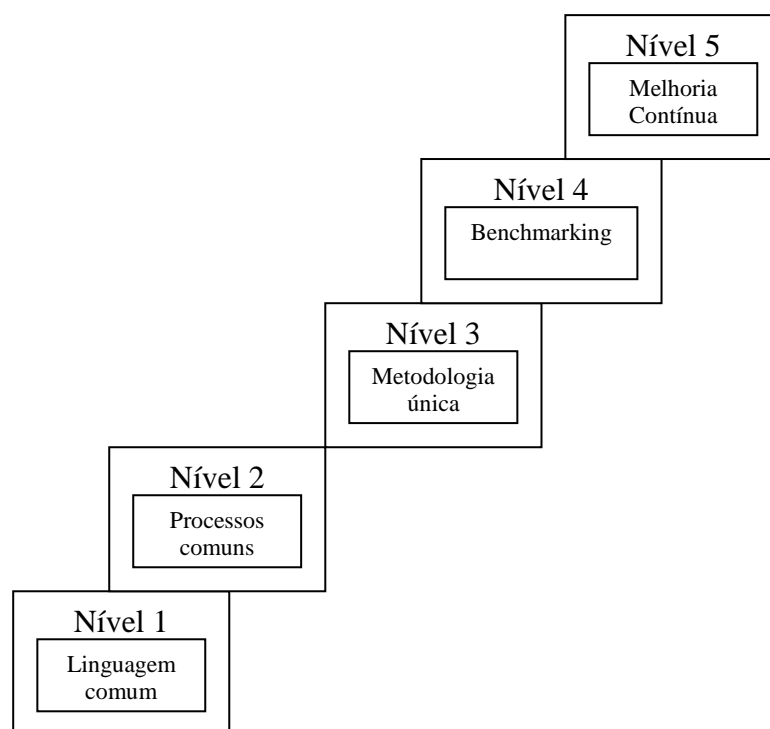 Nível 5
Melhoria
Contínua
Nível 4
Benchmarking
Nível 3
Metodologia
única
Nível 2
Processos
comuns
Nível 1
Linguagem
comum